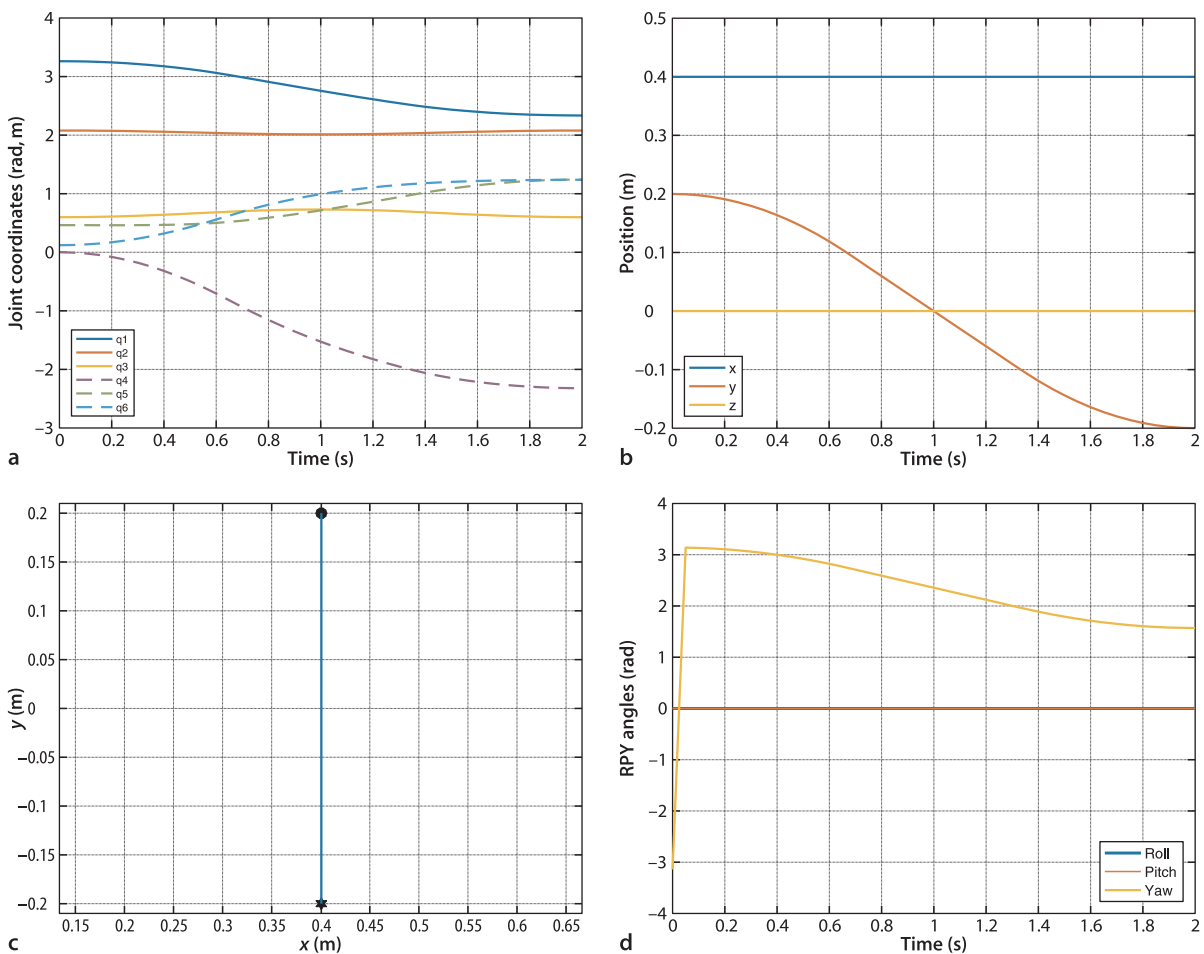 4
3
2
1
0
−1
−2
−3
Joint coordinates (rad, m)
q1
q2
q3
q4
q5
q6
0 0.2 0.4 0.6 0.8 1 1.2 1.4 1.6 1.8 2
Time (s)
a
0.5
0.4
0.3
0.2
0.1
0
−0.1
−0.2
Position (m)
x
y
z
0 0.2 0.4 0.6 0.8 1 1.2 1.4 1.6 1.8 2
Time (s)
b
0.2
0.15
0.1
0.05
0
−0.05
−0.1
−0.15
−0.2
y (m)
0.15 0.2 0.25 0.3 0.35 0.4 0.45 0.5 0.55 0.6 0.65
x (m)
c
4
3
2
1
0
−1
−2
−3
−4
RPY angles (rad)
Roll
Pitch
Yaw
0 0.2 0.4 0.6 0.8 1 1.2 1.4 1.6 1.8 2
Time (s)
d